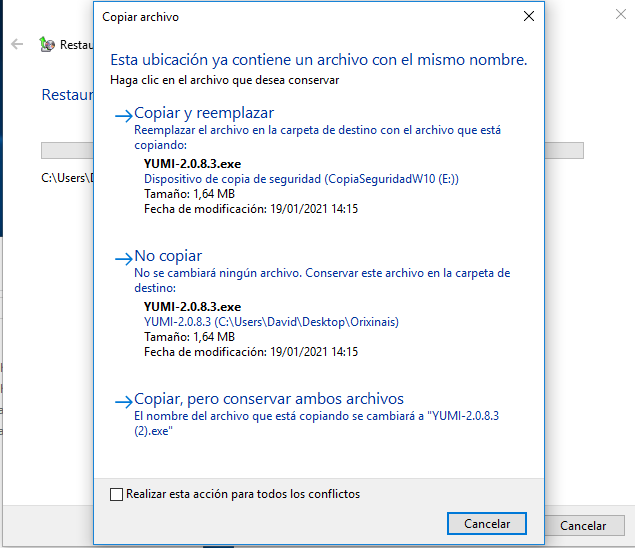 Copiar archivo
Restau
Esta ubicación ya contiene un archivo con el mismo nombre.
Haga clic en el archivo que desea conservar
Restaur
Copiar y reemplazar
Reemplazar el archivo en la carpeta de destino con el archivo que está
copiando:
YUMI-2.0.8.3.exe
Dispositivo de copia de seguridad (CopiaSeguridadW10 (E:))
Tamaño: 1,64 MB
Fecha de modificación: 19/01/2021 14:15
C:\Users\D
No copiar
No se cambiará ningún archivo. Conservar este archivo en la carpeta de
destino:
YUMI-2.0.8.3.exe
YUMI-2.0.8.3 (C:\Users\David\Desktop\Orixinais)
Tamaño: 1,64 MB
Fecha de modificación: 19/01/2021 14:15
Copiar, pero conservar ambos archivos
El nombre del archivo que está copiando se cambiará a "YUMI-2.0.8.3
(2).exe"
Realizar esta acción para todos los conflictos
Cancelar
Cancelar